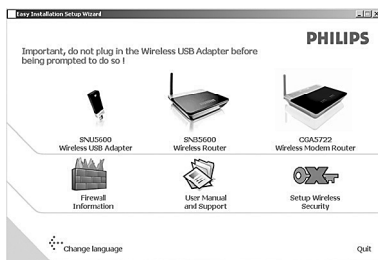 Easy Installation Setup Wizard
PHILIPS
Important, do not plug in the Wireless USB Adapter before
being prompted to do so !
SNU5600
Wireless USB Adapter
SNB5600
Wireless Router
CGA5722
Wireless Modem Router
Firewall
Information
User Manual
and Support
Setup Wireless
Security
Change language
Quit